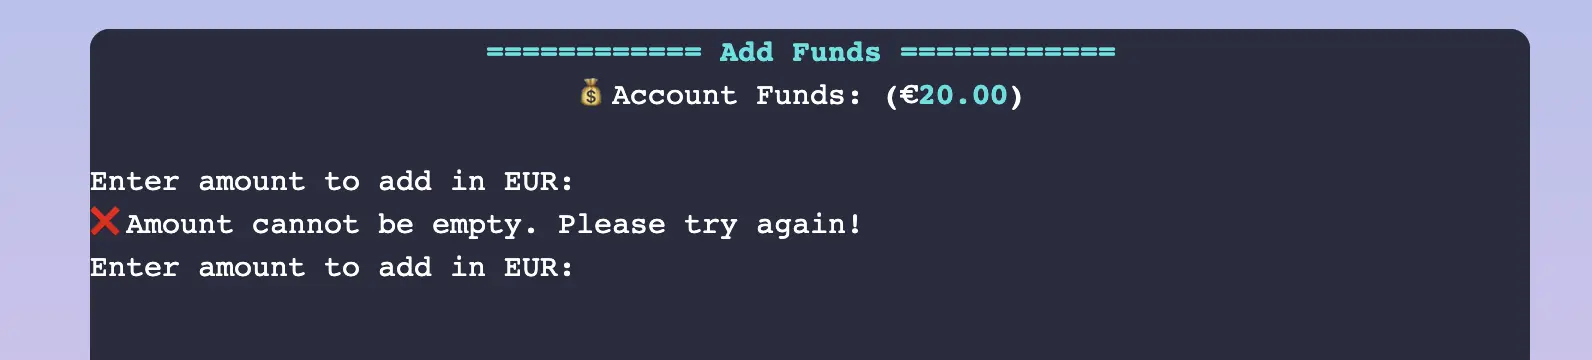 ============ Add Funds ============
💰Account Funds: (€20.00)
Enter amount to add in EUR:
❌Amount cannot be empty. Please try again!
Enter amount to add in EUR: